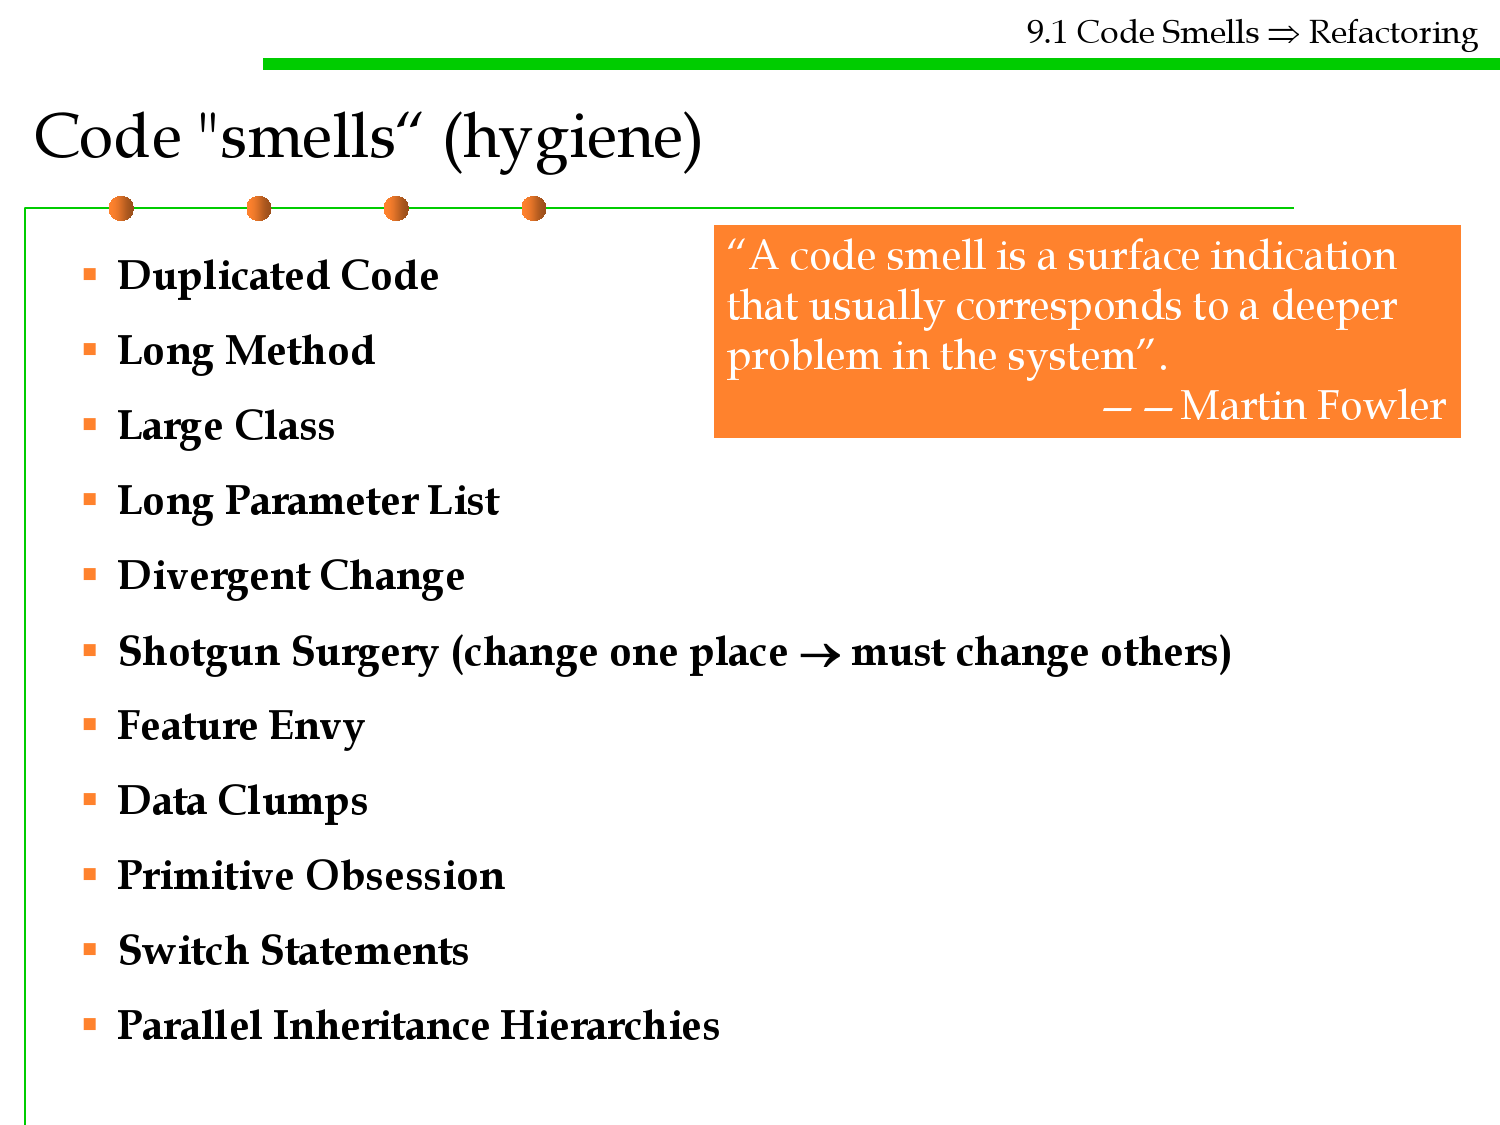 9.1 Code Smells ⇒ Refactoring
Code "smells“ (hygiene)
“A code smell is a surface indication
that usually corresponds to a deeper
problem in the system”.
——Martin Fowler
▪ Duplicated Code
▪ Long Method
▪ Large Class
▪ Long Parameter List
▪ Divergent Change
▪ Shotgun Surgery (change one place → must change others)
▪ Feature Envy
▪ Data Clumps
▪ Primitive Obsession
▪ Switch Statements
▪ Parallel Inheritance Hierarchies